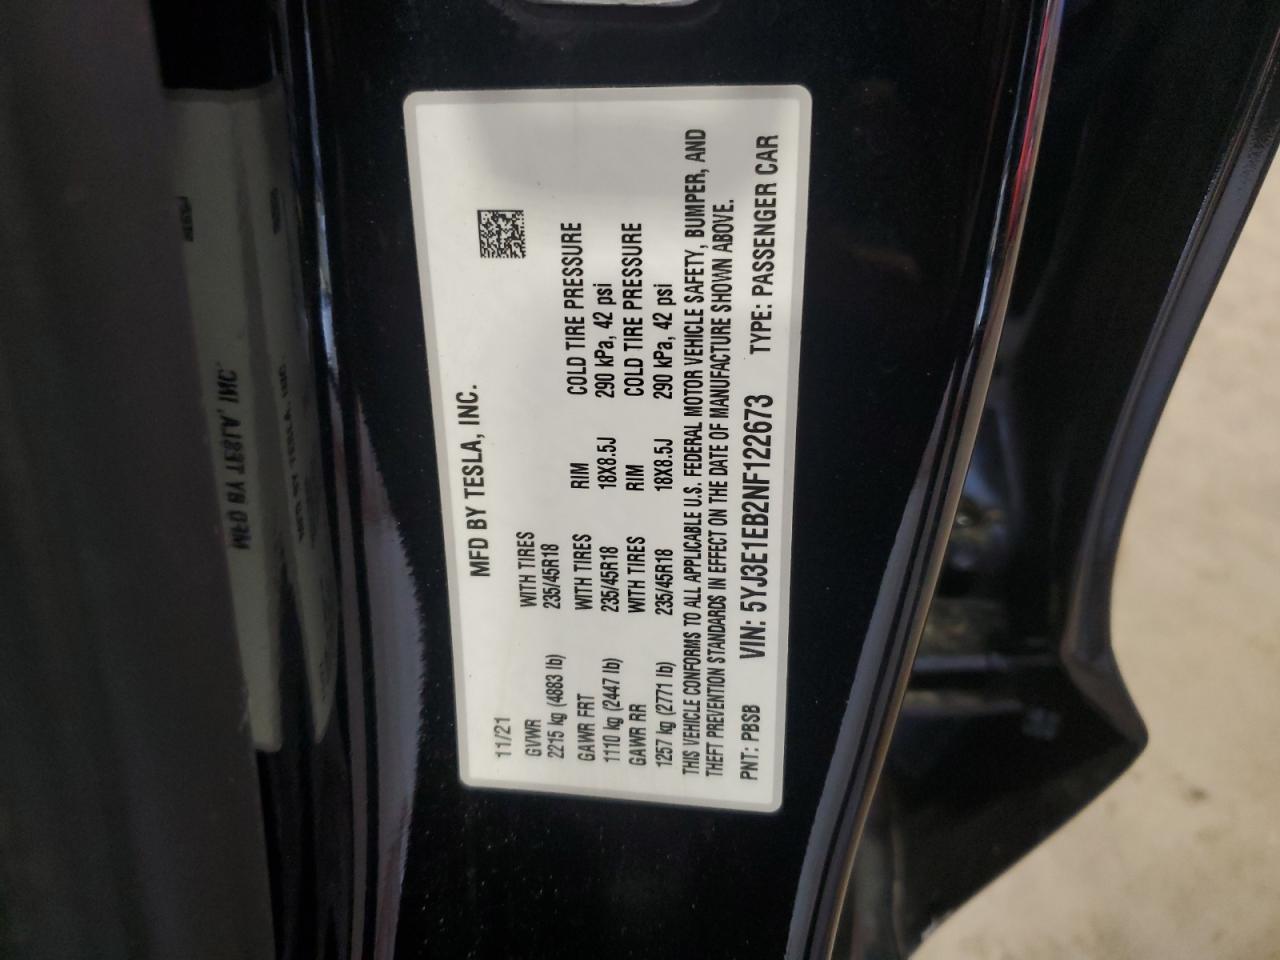 MFD BY TESLA, INC.
11/21
GVWR WITH TIRES
2215 kg (4883 lb) 235/45R18
GAWR FRT WITH TIRES RIM COLD TIRE PRESSURE
1110 kg (2447 lb) 235/45R18 18X8.5J 290 kPa, 42 psi
GAWR RR WITH TIRES RIM COLD TIRE PRESSURE
1257 kg (2771 lb) 235/45R18 18X8.5J 290 kPa, 42 psi
THIS VEHICLE CONFORMS TO ALL APPLICABLE U.S. FEDERAL MOTOR VEHICLE SAFETY, BUMPER, AND
THEFT PREVENTION STANDARDS IN EFFECT ON THE DATE OF MANUFACTURE SHOWN ABOVE.
PNT: PBSB VIN: 5YJ3E1EB2NF122673 TYPE: PASSENGER CAR
MFD BY TESLA, INC.